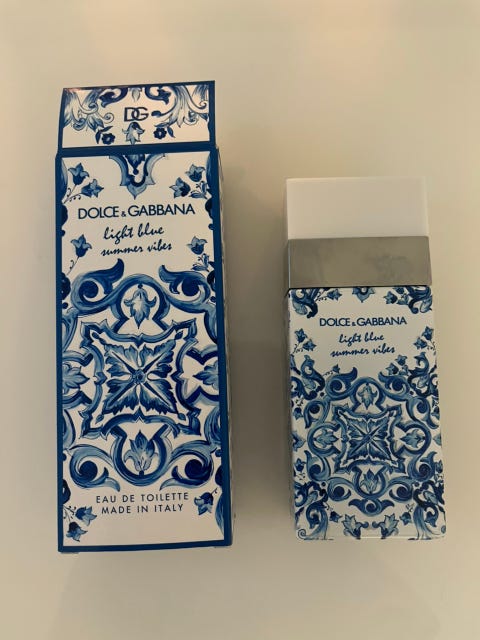 DG
DOLCE & GABBANA
light blue
summer vibes
EAU DE TOILETTE
MADE IN ITALY
DOLCE & GABBANA
light blue
summer vibes